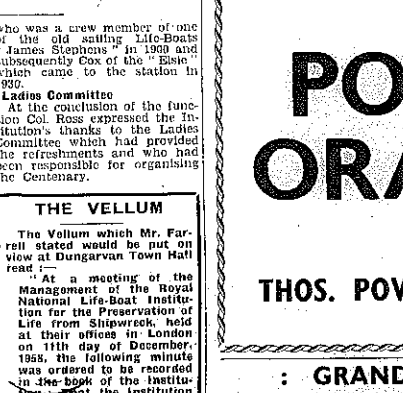 who was a crew member of one
of the old sailing Life-Boats
"James Stephens" in 1900 and
subsequently Cox of the "Elsie"
which came to the station in
1930.
Ladies Committee
At the conclusion of the func-
tion Col. Ross expressed the In-
stitution's thanks to the Ladies
Committee which had provided
the refreshments and who had
been responsible for organising
the Centenary.
THE VELLUM
The Vellum which Mr. Far-
rell stated would be put on
view at Dungarvan Town Hall
read :—
"At a meeting of the
Management of the Royal
National Life-Boat Institu-
tion for the Preservation of
Life from Shipwreck, held
at their offices in London
on 11th day of December,
1958, the following minute
was ordered to be recorded
in the book of the Institu-
that the Institution
PO
ORA
THOS. POV
: GRAND